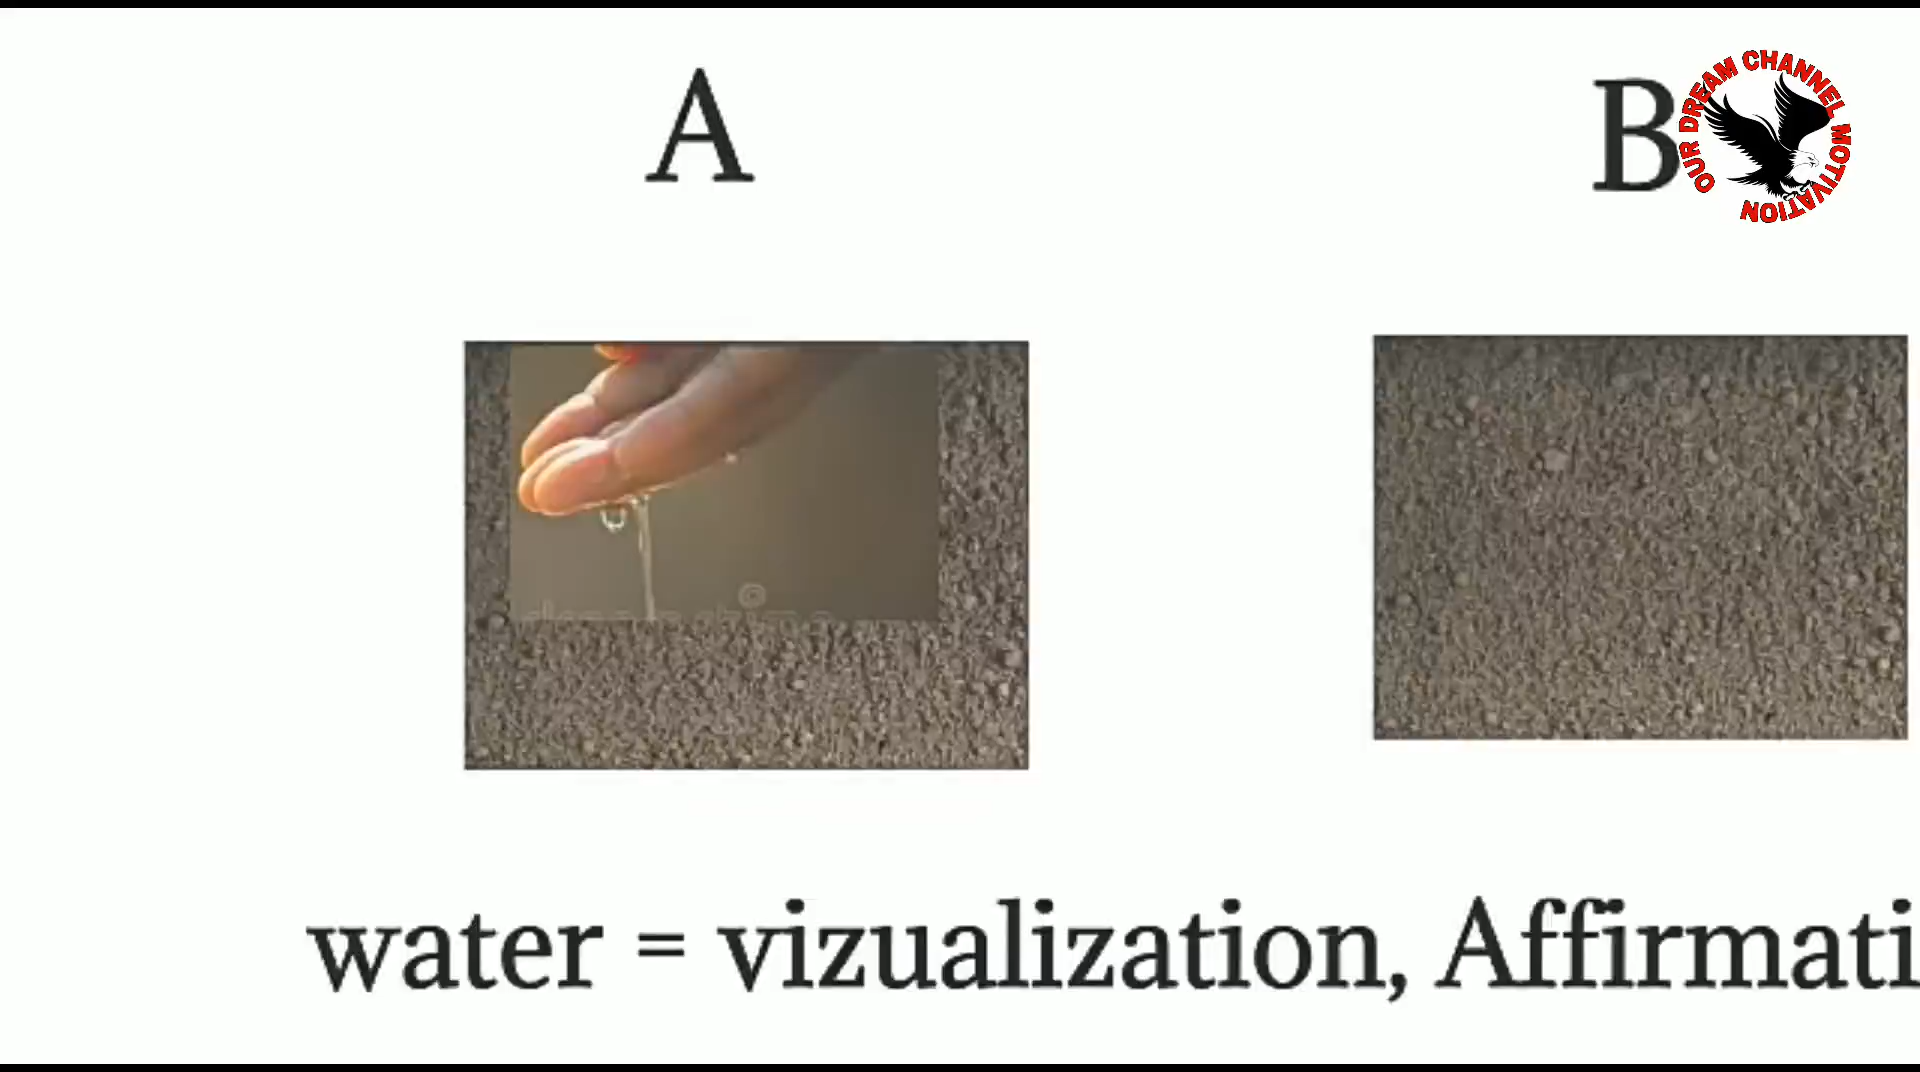 A
B
OUR DREAM CHANNEL MOTIVATION
water = vizualization, Affirmati